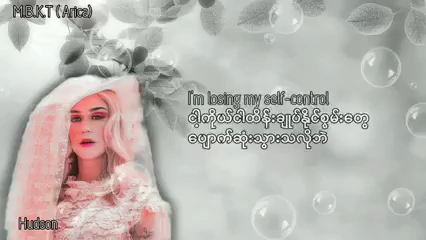 M.B.K.T ( Arica)
I'm losing my self-control
ငါ့ကိုယ်ငါထိန်းချုပ်နိုင်စွမ်းတွေ
ပျောက်ဆုံးသွားသလိုဘဲ
Hudson